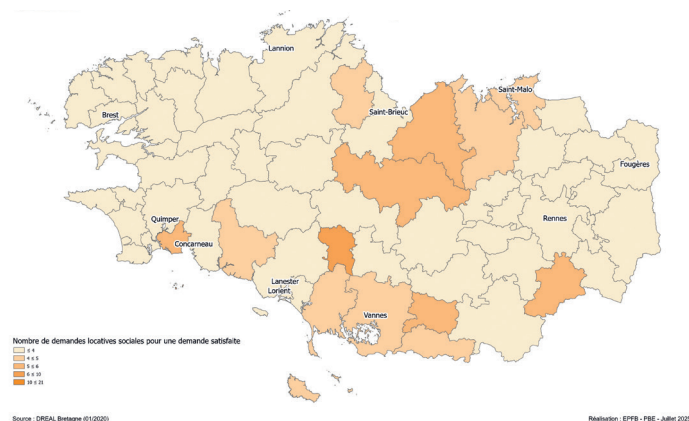 Lannion
Saint-Malo
Saint-Brieuc
Brest
Fougères
Quimper
Rennes
Concarneau
Lanester
Lorient
Vannes
Nombre de demandes locatives sociales pour une demande satisfaite
≤ 4
4 ≤ 5
5 ≤ 6
6 ≤ 10
10 ≤ 21
Source : DREAL Bretagne (01/2020)
Réalisation : EPFB - PBE - Juillet 2025